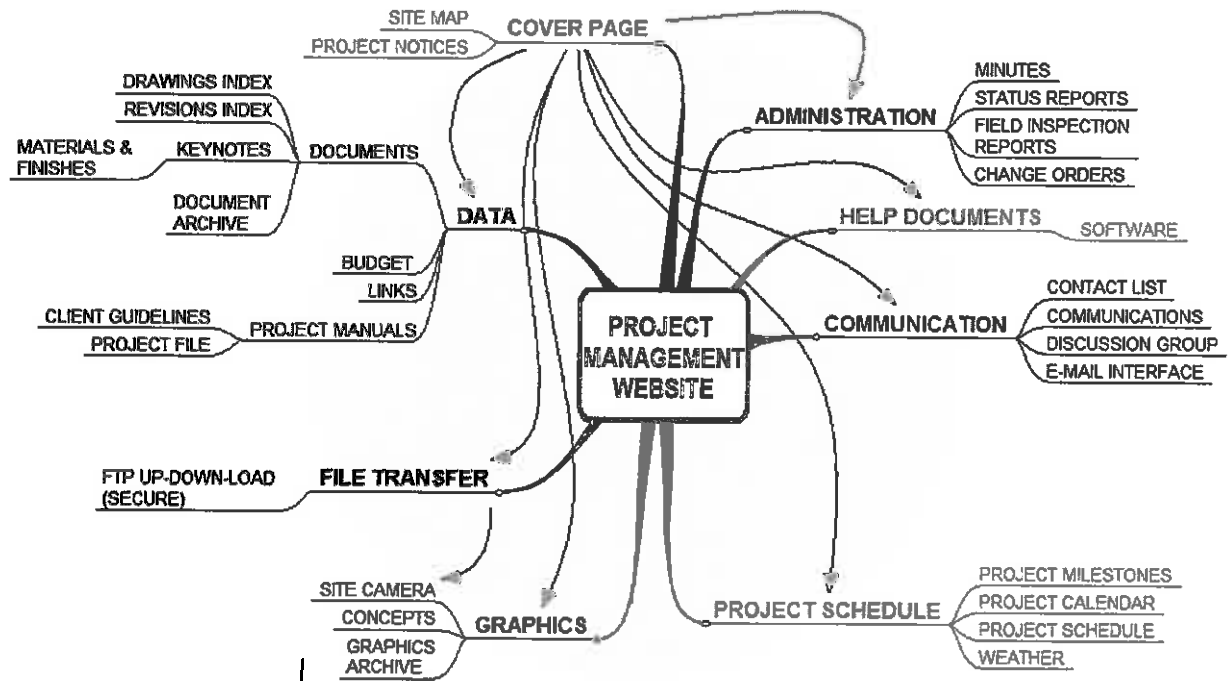 SITE MAP
PROJECT NOTICES
COVER PAGE
DRAWINGS INDEX
REVISIONS INDEX
MATERIALS &
FINISHES
KEYNOTES
DOCUMENTS
DOCUMENT
ARCHIVE
DATA
BUDGET
LINKS
CLIENT GUIDELINES
PROJECT FILE
PROJECT MANUALS
ADMINISTRATION
MINUTES
STATUS REPORTS
FIELD INSPECTION
REPORTS
CHANGE ORDERS
HELP DOCUMENTS
SOFTWARE
PROJECT
MANAGEMENT
WEBSITE
COMMUNICATION
CONTACT LIST
COMMUNICATIONS
DISCUSSION GROUP
E-MAIL INTERFACE
FTP UP-DOWN-LOAD
(SECURE)
FILE TRANSFER
SITE CAMERA
CONCEPTS
GRAPHICS
ARCHIVE
GRAPHICS
PROJECT SCHEDULE
PROJECT MILESTONES
PROJECT CALENDAR
PROJECT SCHEDULE
WEATHER